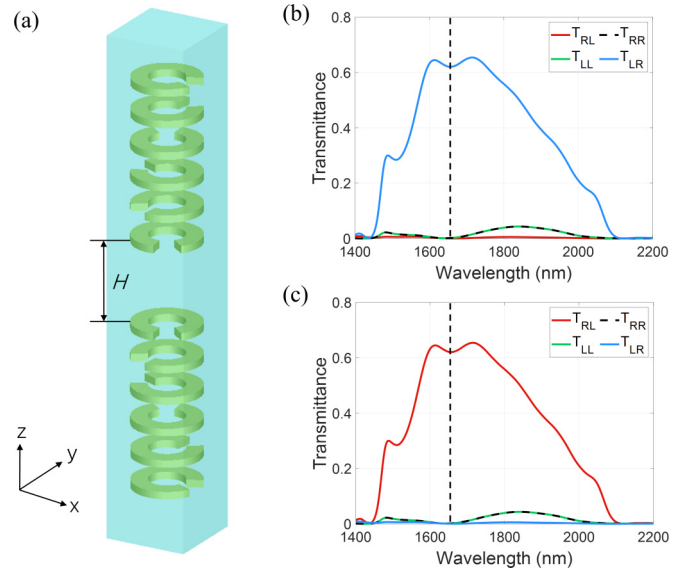 (a)
H
z
y
x
(b)
Transmittance
0.8
0.6
0.4
0.2
0
1400 1600 1800 2000 2200
Wavelength (nm)
T_RL T_RR
T_LL T_LR
(c)
Transmittance
0.8
0.6
0.4
0.2
0
1400 1600 1800 2000 2200
Wavelength (nm)
T_RL T_RR
T_LL T_LR